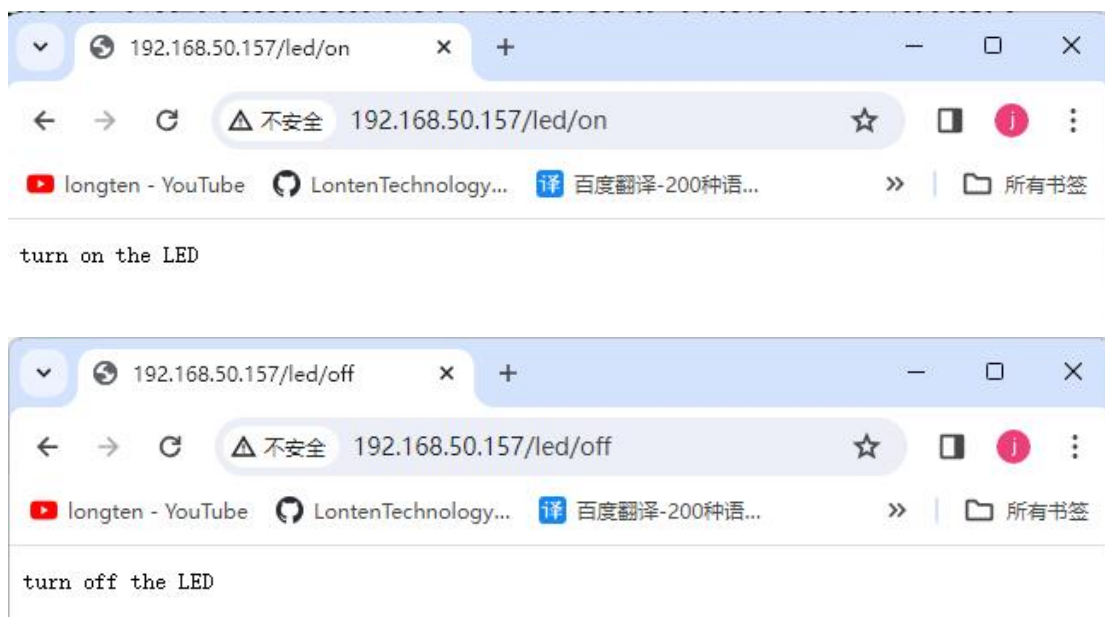 192.168.50.157/led/on
不安全 192.168.50.157/led/on
longten - YouTube LontenTechnology... 译 百度翻译-200种语... 所有书签
turn on the LED
192.168.50.157/led/off
不安全 192.168.50.157/led/off
longten - YouTube LontenTechnology... 译 百度翻译-200种语... 所有书签
turn off the LED